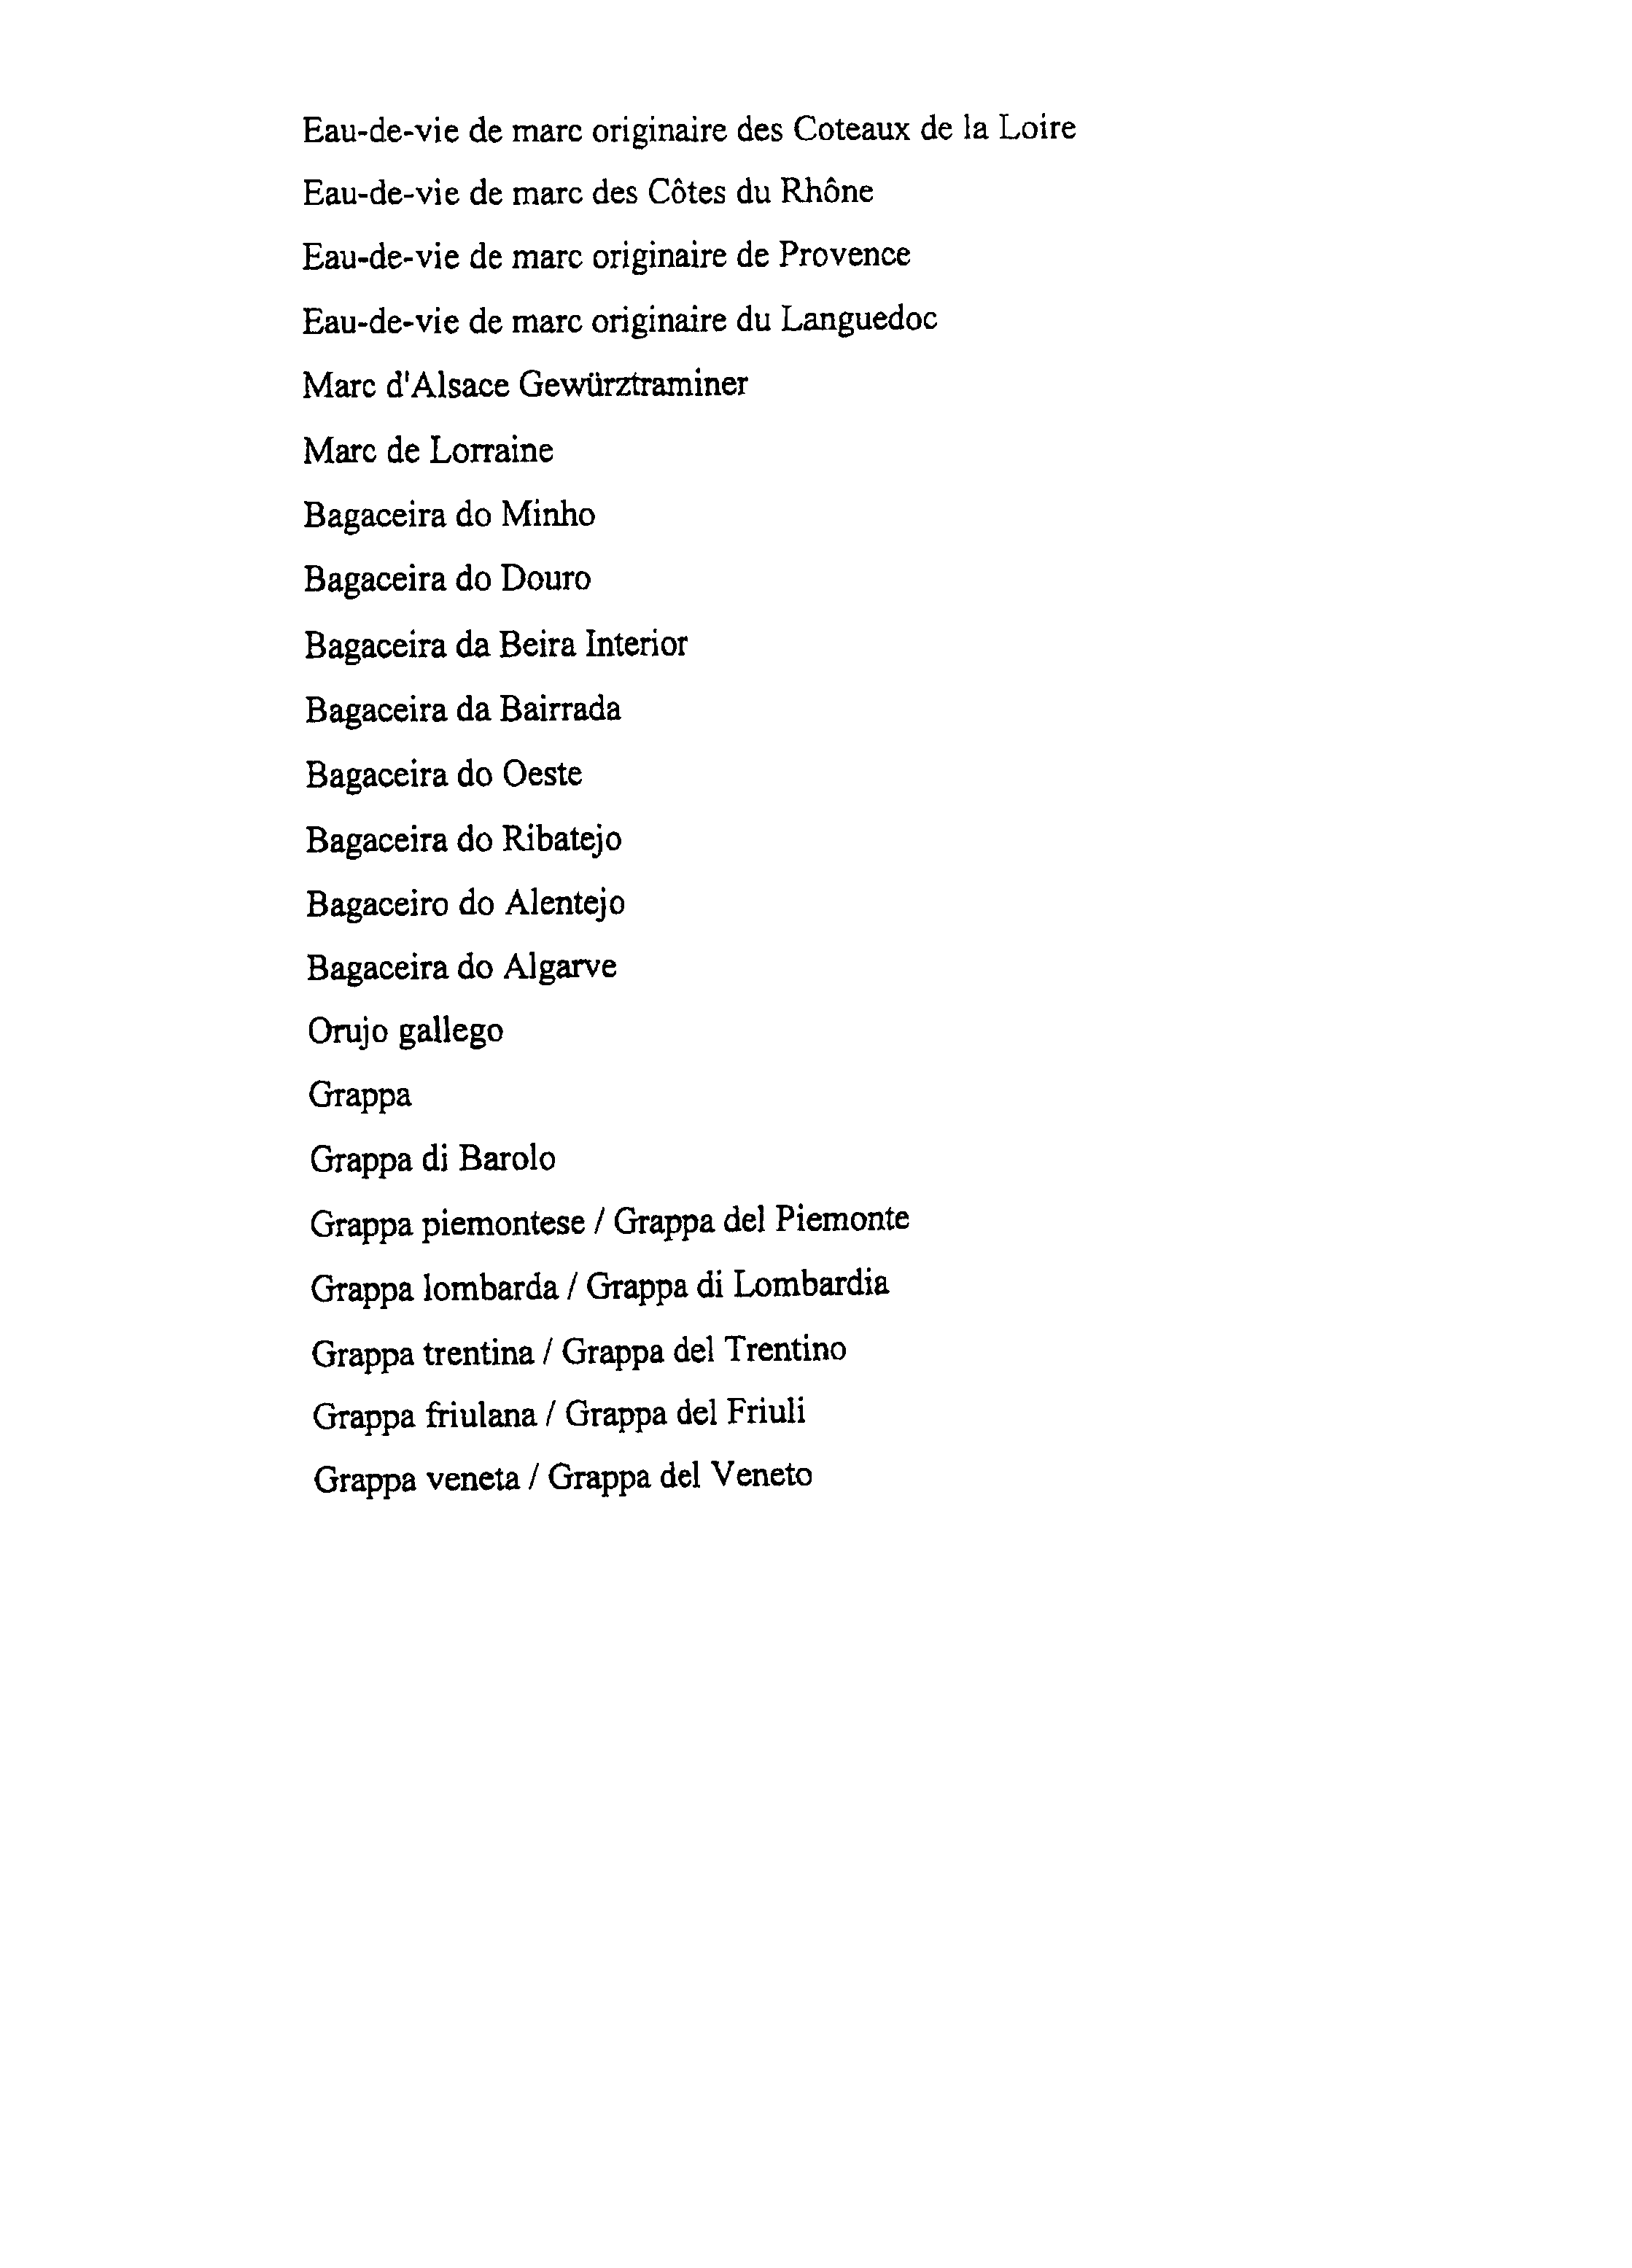 Eau-de-vie de marc originaire des Coteaux de la Loire
Eau-de-vie de marc des Côtes du Rhône
Eau-de-vie de marc originaire de Provence
Eau-de-vie de marc originaire du Languedoc
Marc d'Alsace Gewürztraminer
Marc de Lorraine
Bagaceira do Minho
Bagaceira do Douro
Bagaceira da Beira Interior
Bagaceira da Bairrada
Bagaceira do Oeste
Bagaceira do Ribatejo
Bagaceiro do Alentejo
Bagaceira do Algarve
Orujo gallego
Grappa
Grappa di Barolo
Grappa piemontese / Grappa del Piemonte
Grappa lombarda / Grappa di Lombardia
Grappa trentina / Grappa del Trentino
Grappa friulana / Grappa del Friuli
Grappa veneta / Grappa del Veneto